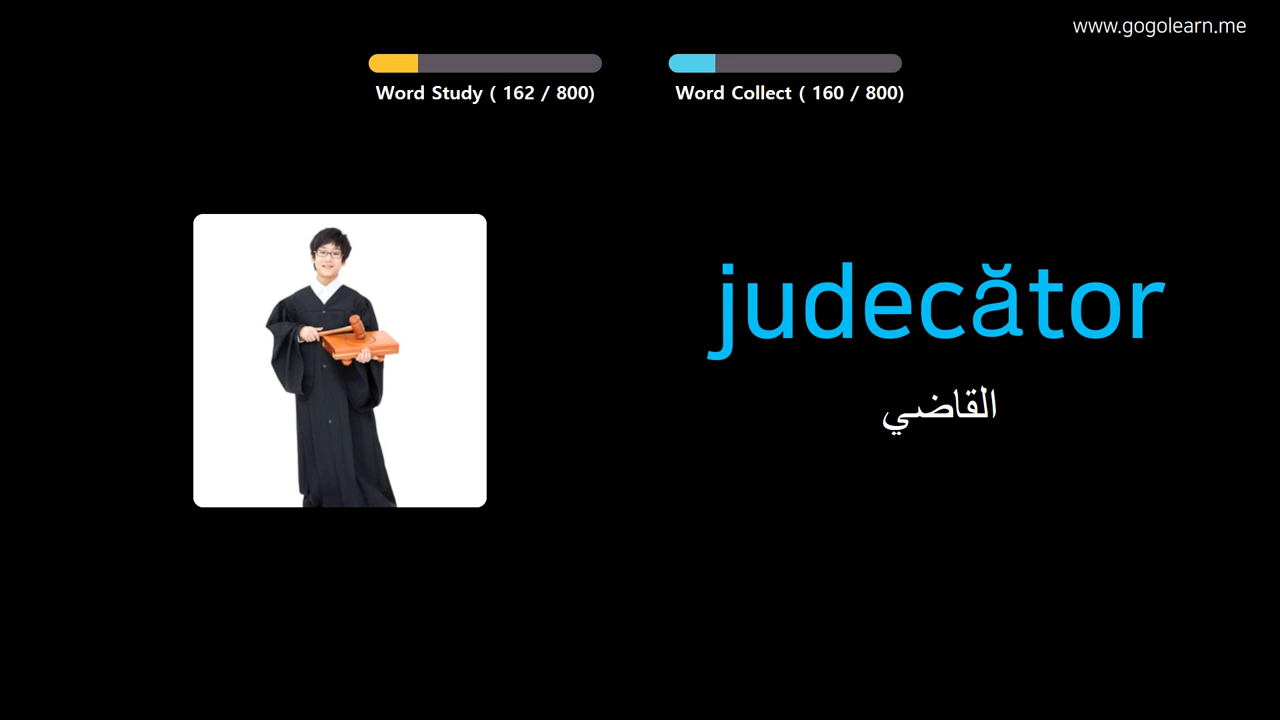 www.gogolearn.me
Word Study ( 162 / 800)
Word Collect ( 160 / 800)
judecător
القاضي